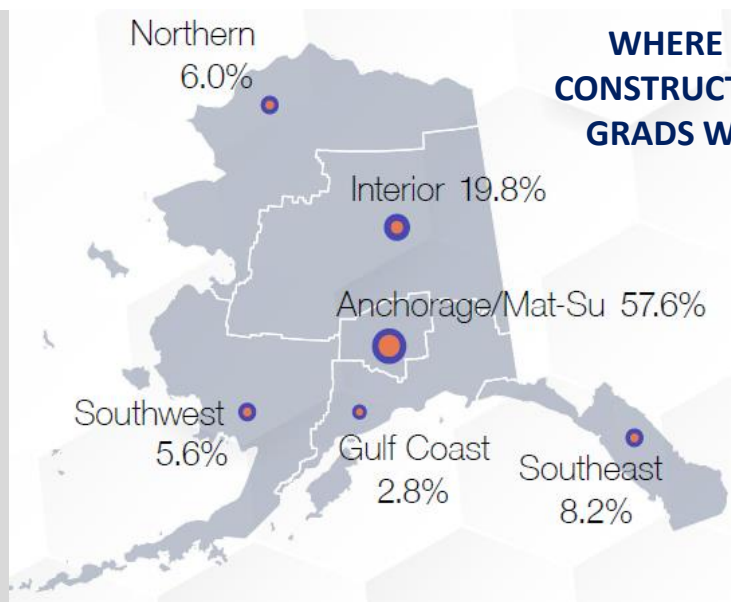 WHERE
CONSTRUCT
GRADS W
Northern
6.0%
Interior 19.8%
Anchorage/Mat-Su 57.6%
Southwest
5.6%
Gulf Coast
2.8%
Southeast
8.2%